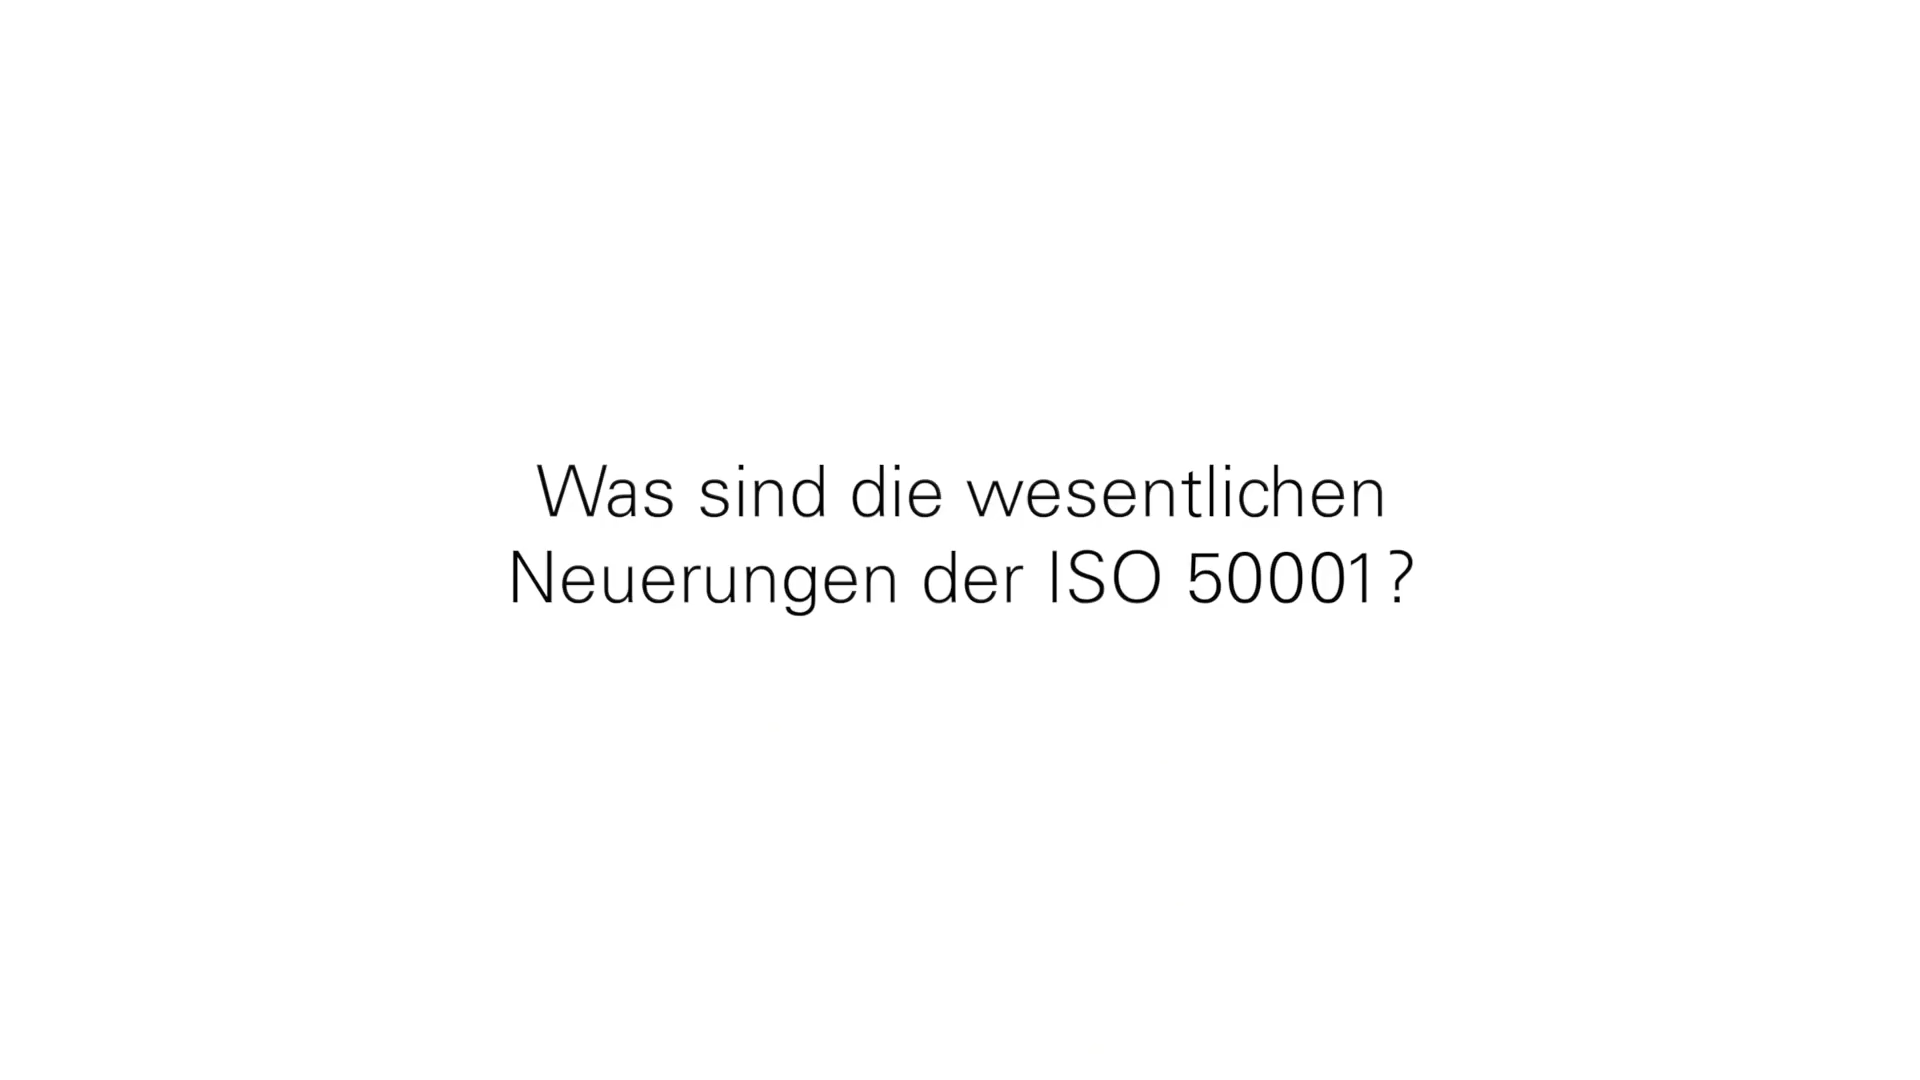 Was sind die wesentlichen
Neuerungen der ISO 50001?